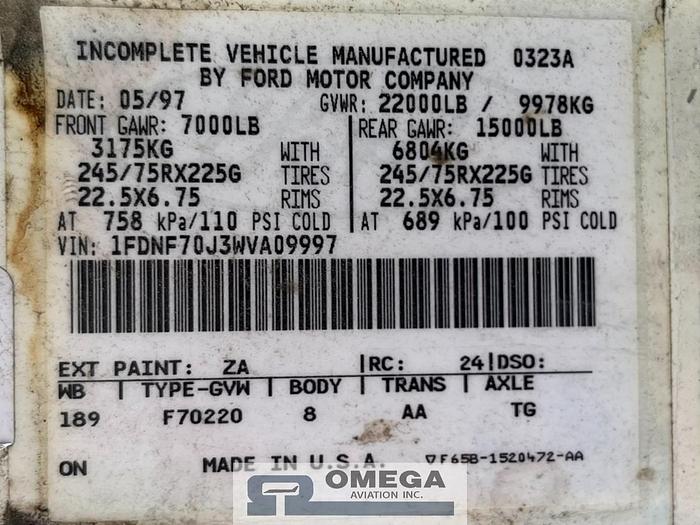 INCOMPLETE VEHICLE MANUFACTURED 0323A
BY FORD MOTOR COMPANY
DATE: 05/97 GVWR: 22000LB / 9978KG
FRONT GAWR: 7000LB REAR GAWR: 15000LB
3175KG WITH 6804KG WITH
245/75RX225G TIRES 245/75RX225G TIRES
22.5X6.75 RIMS 22.5X6.75 RIMS
AT 758 kPa/110 PSI COLD AT 689 kPa/100 PSI COLD
VIN: 1FDNF70J3WVA09997
EXT PAINT: ZA RC: 24 DSO:
WB TYPE-GVW BODY TRANS AXLE
189 F70220 8 AA TG
ON MADE IN U.S.A. F65B-1520472-AA
OMEGA
AVIATION INC.